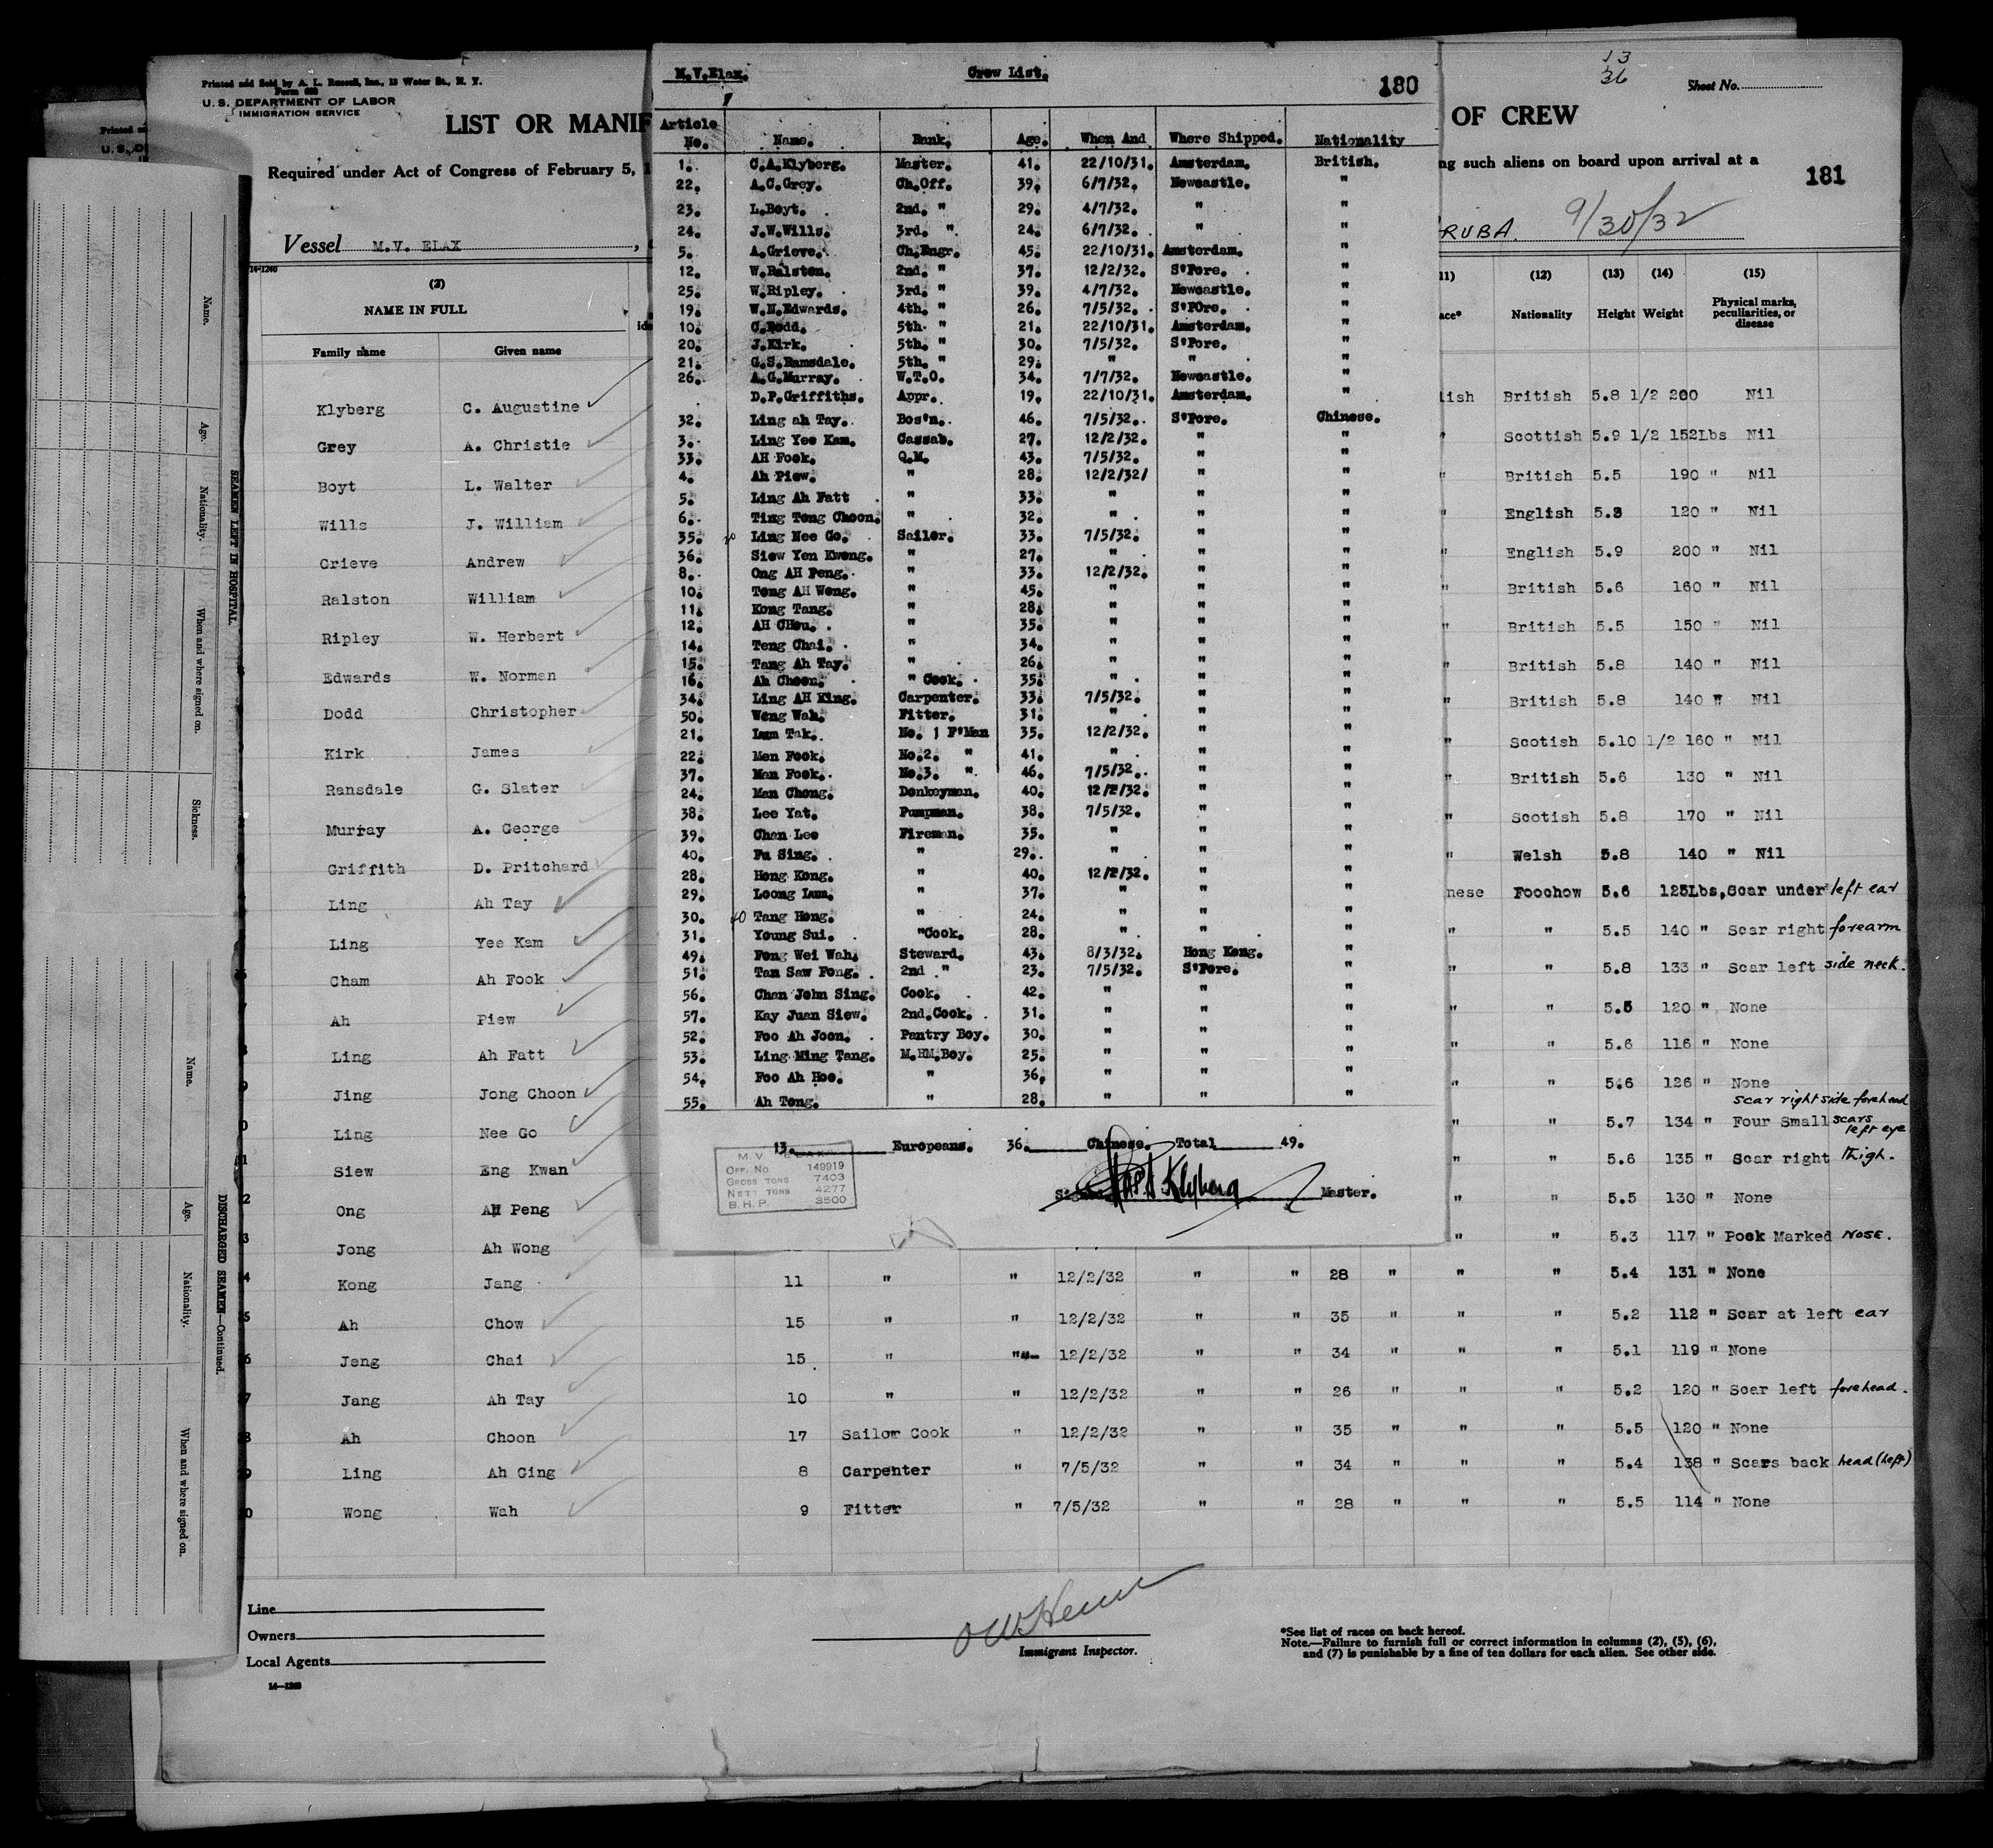 Printed and Sold by A. L. Russell, Inc., 13 Water St., N. Y.
U. S. DEPARTMENT OF LABOR
IMMIGRATION SERVICE
LIST OR MANIF
Required under Act of Congress of February 5, 1
Vessel M.V. ELAX
(2)
NAME IN FULL
Family name Given name
Klyberg C. Augustine
Grey A. Christie
Boyt L. Walter
Wills J. William
Grieve Andrew
Ralston William
Ripley W. Herbert
Edwards W. Norman
Dodd Christopher
Kirk James
Ransdale G. Slater
Murray A. George
Griffith D. Pritchard
Ling Ah Tay
Ling Yee Kam
Cham Ah Fook
Ah Piew
Ling Ah Fatt
Jing Jong Choon
Ling Nee Go
Siew Eng Kwan
Ong AH Peng
Jong Ah Wong
M.V.Elax. Crew List. 180
Article No. Name. Rank. Age. When And Where Shipped. Nationality
1. C.A.Klyberg. Master. 41. 22/10/31. Amsterdam. British.
22. A.C.Grey. Ch.Off. 39. 6/7/32. Newcastle. "
23. L.Boyt. 2nd. " 29. 4/7/32. " "
24. J.W.Wills. 3rd. " 24. 6/7/32. " "
5. A.Grieve. Ch.Engr. 45. 22/10/31. Amsterdam. "
12. W.Ralston. 2nd. " 37. 12/2/32. S'Pore. "
25. W.Ripley. 3rd. " 39. 4/7/32. Newcastle. "
19. W.N.Edwards. 4th. " 26. 7/5/32. S'POre. "
10. C.Dodd. 5th. " 21. 22/10/31. Amsterdam. "
20. J.Kirk. 5th. " 30. 7/5/32. S'Pore. "
21. G.S.Ramsdale. 5th. " 29. " " "
26. A.G.Murray. W.T.O. 34. 7/7/32. Newcastle. "
D.P.Griffiths. Appr. 19. 22/10/31. Amsterdam. "
32. Ling ah Tay. Bos'n. 46. 7/5/32. S'Pore. Chinese.
3. Ling Yee Kam. Cassab. 27. 12/2/32. " "
33. AH Fook. Q.M. 43. 7/5/32. " "
4. Ah Piew. " 28. 12/2/32/ " "
5. Ling Ah Fatt " 33. " " "
6. Ting Tong Choon. " 32. " " "
35. Ling Nee Go. Sailor. 33. 7/5/32. " "
36. Siew Yen Kwong. " 27. " " "
8. Ong AH Peng. " 33. 12/2/32. " "
10. Tong AH Wong. " 45. " " "
11. Kong Tang. " 28. " " "
12. AH CHou. " 35. " " "
14. Teng Chai. " 34. " " "
15. Tang Ah Tay. " 26. " " "
16. Ah Choon. " Cook. 35. " " "
34. Ling AH King. Carpenter. 33. 7/5/32. " "
50. Wong Wah. Fitter. 31. " " "
21. Lum Tak. No. 1 F'Man 35. 12/2/32. " "
22. Men Fook. No.2. " 41. " " "
37. Man Fook. No.3. " 46. 7/5/32. " "
24. Man Chong. Donkeyman. 40. 12/2/32. " "
38. Lee Yat. Pumpman. 38. 7/5/32. " "
39. Chan Lee Fireman. 35. " " "
40. Fu Sing. " 29. " " "
28. Hong Kong. " 40. 12/2/32. " "
29. Loong Lum. " 37. " " "
30. Tang Hong. " 24. " " "
31. Young Sui. "Cook. 28. " " "
49. Fong Wei Wah. Steward. 43. 8/3/32. Hong Kong. "
51. Tan Saw Fong. 2nd " 23. 7/5/32. S'Pore. "
56. Chan John Sing. Cook. 42. " " "
57. Kay Juan Siew. 2nd.Cook. 31. " " "
52. Foo Ah Joon. Pantry Boy. 30. " " "
53. Ling Ming Tang. M.RM.Boy. 25. " " "
54. Foo Ah Hoo. " 36. " " "
55. Ah Tong. " 28. " " "
13. Europeans. 36. Chinese. Total 49.
M.V. ELAX
OFF. NO. 149919
GROSS TONS 7403
NETT TONS 4277
B.H.P. 3500
Klyberg Master.
13
36
Sheet No.
OF CREW
ng such aliens on board upon arrival at a
181
RUBA. 9/30/32
11) (12) (13) (14) (15)
ace* Nationality Height Weight Physical marks, peculiarities, or disease
lish British 5.8 1/2 200 Nil
" Scottish 5.9 1/2 152Lbs Nil
" British 5.5 190 " Nil
" English 5.3 120 " Nil
" English 5.9 200 " Nil
" British 5.6 160 " Nil
" British 5.5 150 " Nil
" British 5.8 140 " Nil
" British 5.8 140 W Nil
" Scotish 5.10 1/2 160 " Nil
" British 5.6 130 " Nil
" Scotish 5.8 170 " Nil
" Welsh 5.8 140 " Nil
nese Foochow 5.6 125Lbs, Scar under left ear
" " 5.5 140 " Scar right forearm
" " 5.8 133 " Scar left side neck.
" " 5.5 120 " None
" " 5.6 116 " None
" " 5.6 126 " None
scar right side forehead
" " 5.7 134 " Four Small scars left eye
" " 5.6 135 " Scar right thigh.
" " 5.5 130 " None
" " 5.3 117 " Pock Marked NOSE.
Kong Jang 11 " " 12/2/32 " " 28 " " " 5.4 131 " None
Ah Chow 15 " " 12/2/32 " " 35 " " " 5.2 112 " Scar at left ear
Jeng Chai 15 " "- 12/2/32 " " 34 " " " 5.1 119 " None
Jang Ah Tay 10 " " 12/2/32 " " 26 " " " 5.2 120 " Scar left forehead.
Ah Choon 17 Sailor Cook " 12/2/32 " " 35 " " " 5.5 120 " None
Ling Ah Ging 8 Carpenter " 7/5/32 " " 34 " " " 5.4 138 " Scars back head (left)
Wong Wah 9 Fitter " 7/5/32 " " 28 " " " 5.5 114 " None
Line
Owners
Local Agents
Immigrant Inspector.
*See list of races on back hereof.
Note.—Failure to furnish full or correct information in columns (2), (5), (6),
and (7) is punishable by a fine of ten dollars for each alien. See other side.
SEAMEN LEFT IN HOSPITAL.
Name. Age. Nationality. When and where signed on. Sickness.
DISCHARGED SEAMEN—Continued.
Name. Age. Nationality. When and where signed on.